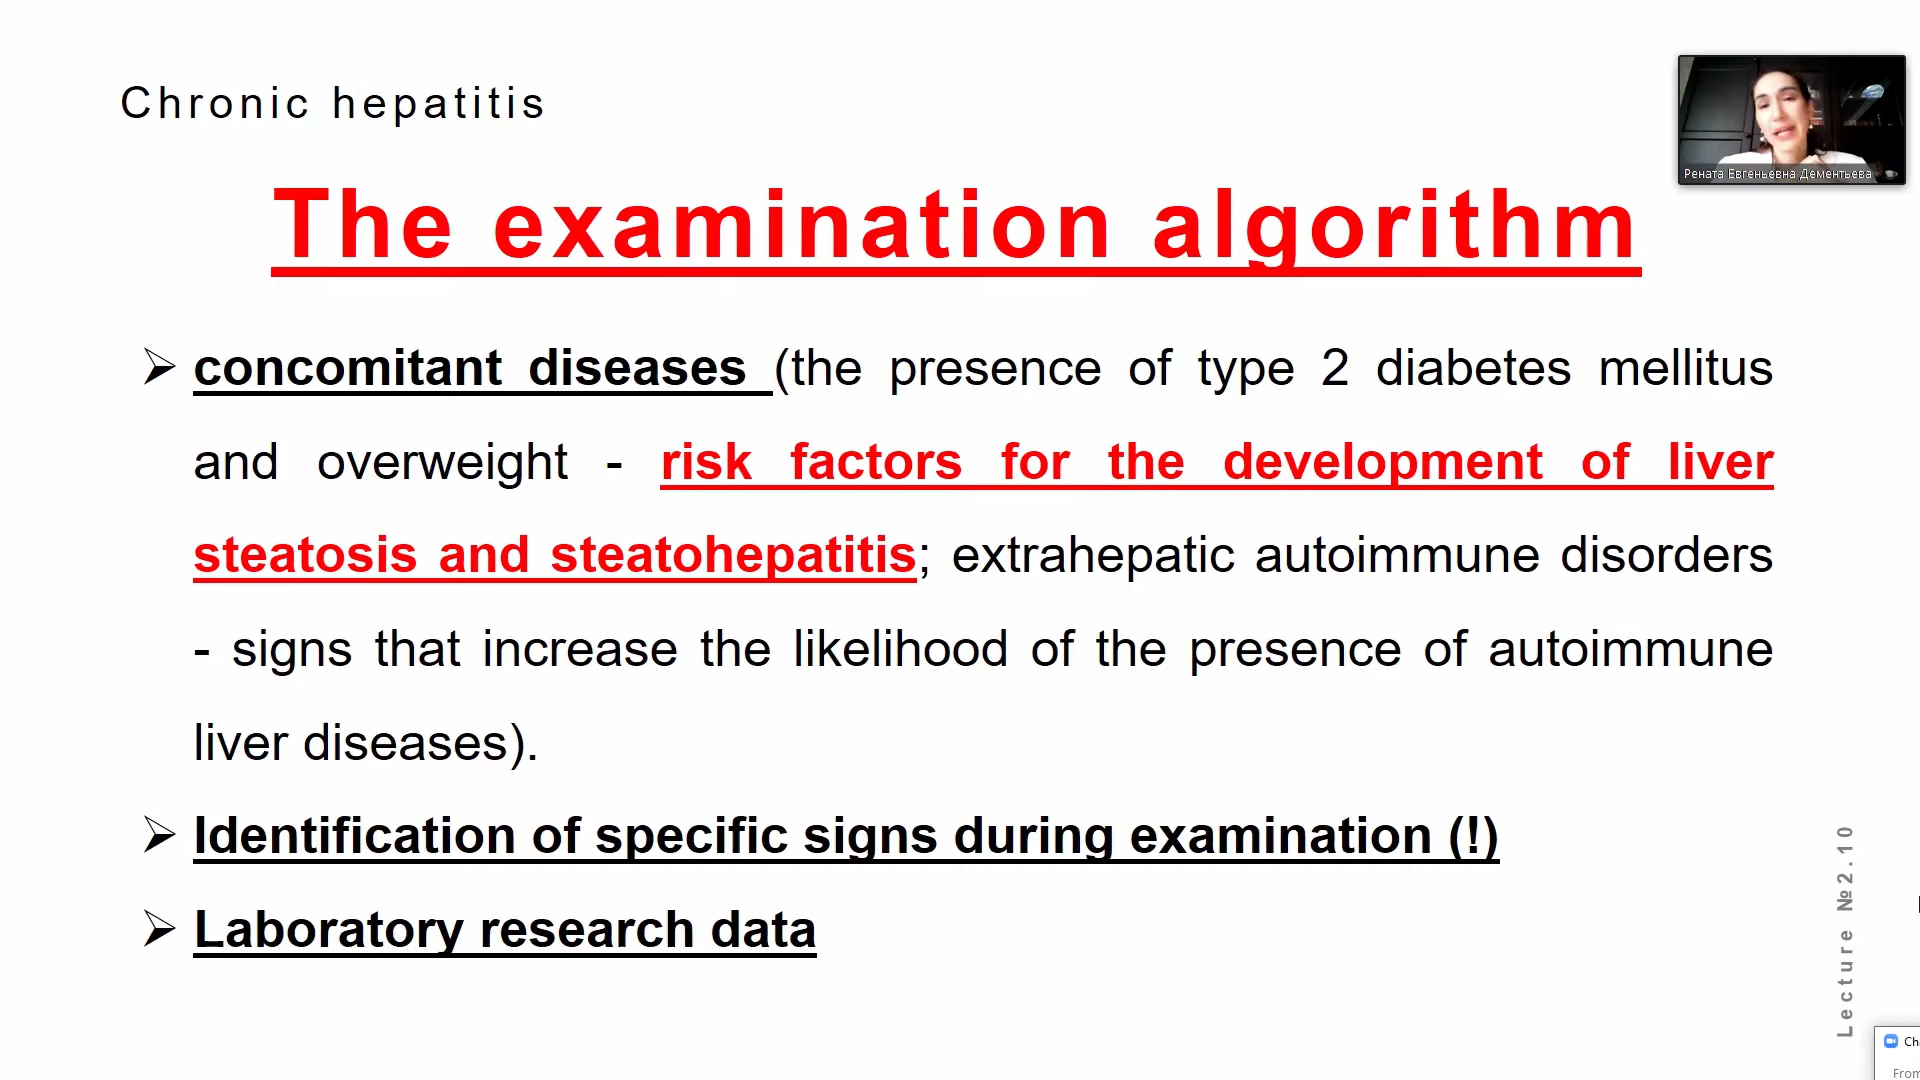 Chronic hepatitis
Рената Евгеньевна Дементьева
The examination algorithm
➢ concomitant diseases (the presence of type 2 diabetes mellitus
and overweight - risk factors for the development of liver
steatosis and steatohepatitis; extrahepatic autoimmune disorders
- signs that increase the likelihood of the presence of autoimmune
liver diseases).
➢ Identification of specific signs during examination (!)
➢ Laboratory research data
Lecture №2.10
From